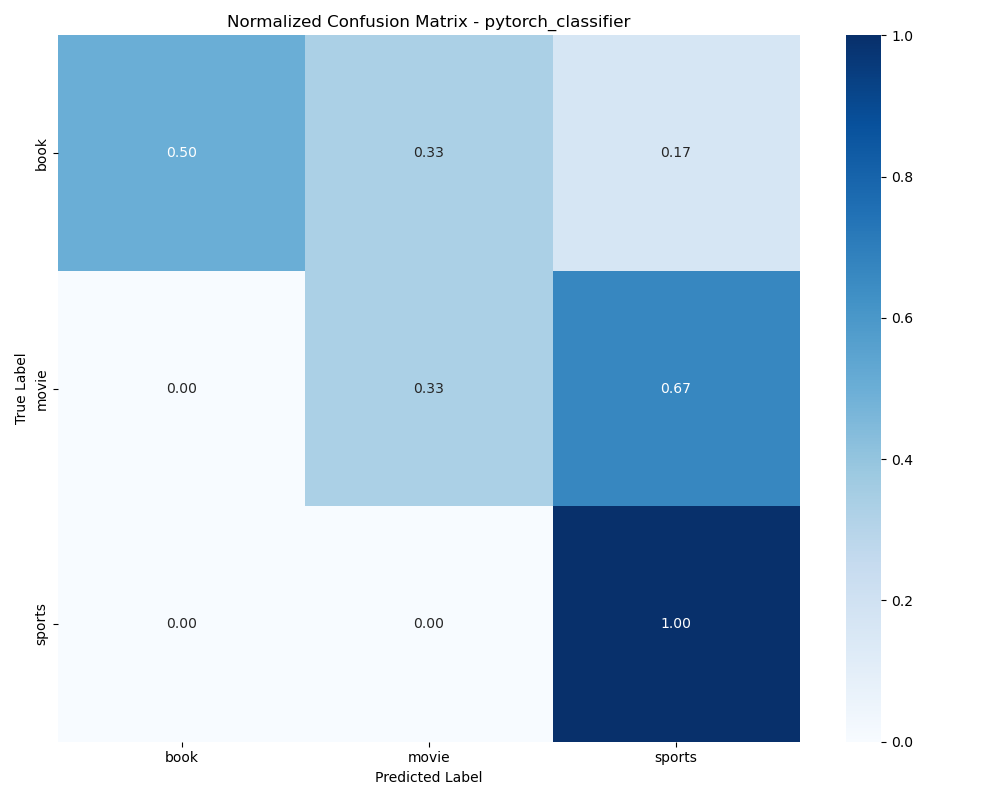 Normalized Confusion Matrix - pytorch_classifier
True Label
book
movie
sports
0.50 0.33 0.17
0.00 0.33 0.67
0.00 0.00 1.00
book movie sports
Predicted Label
1.0
0.8
0.6
0.4
0.2
0.0